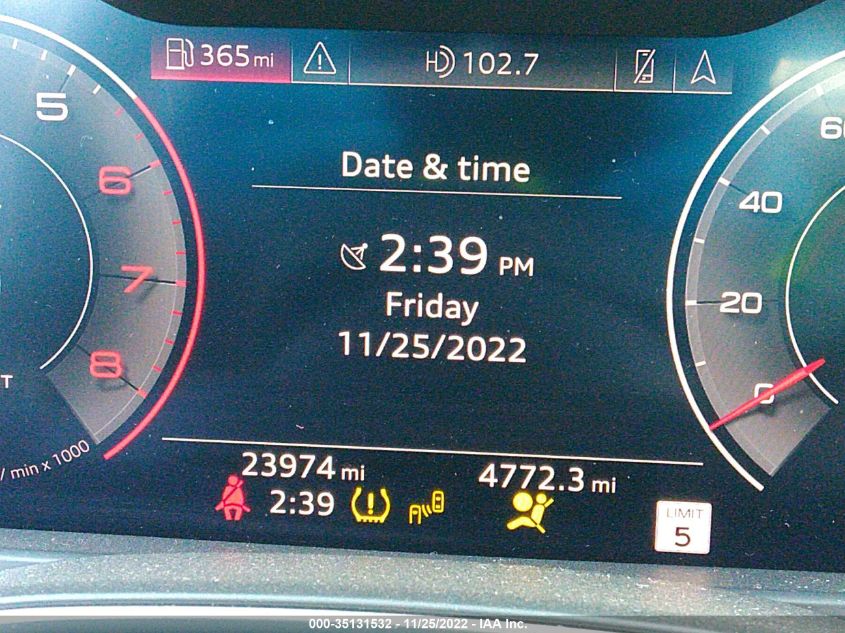 365 mi 102.7
Date & time
2:39 PM
Friday
11/25/2022
5
6
7
8
/ min x 1000
60
40
20
0
23974 mi 4772.3 mi
2:39
LIMIT
5
000-35131532 - 11/25/2022 - IAA Inc.